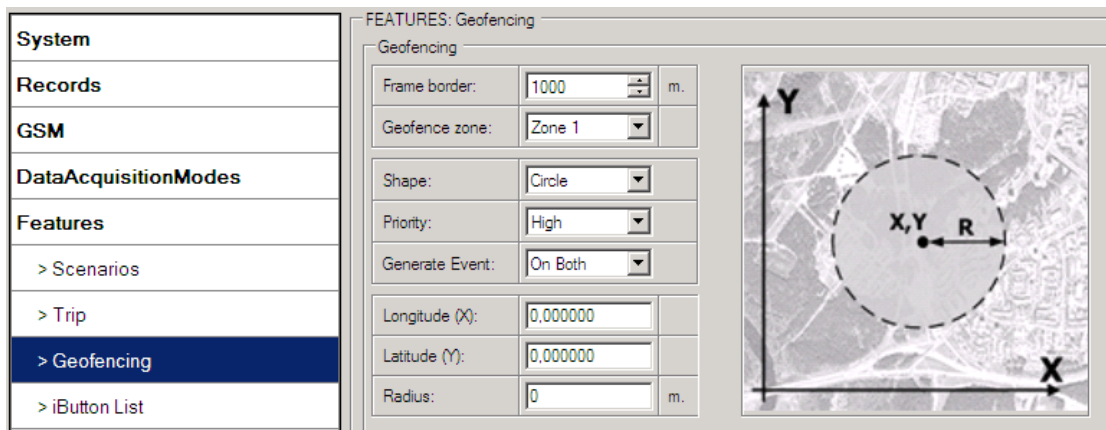 System
Records
GSM
DataAcquisitionModes
Features
> Scenarios
> Trip
> Geofencing
> iButton List
FEATURES: Geofencing
Geofencing
Frame border: 1000 m.
Geofence zone: Zone 1
Shape: Circle
Priority: High
Generate Event: On Both
Longitude (X): 0,000000
Latitude (Y): 0,000000
Radius: 0 m.
Y
X,Y R
X